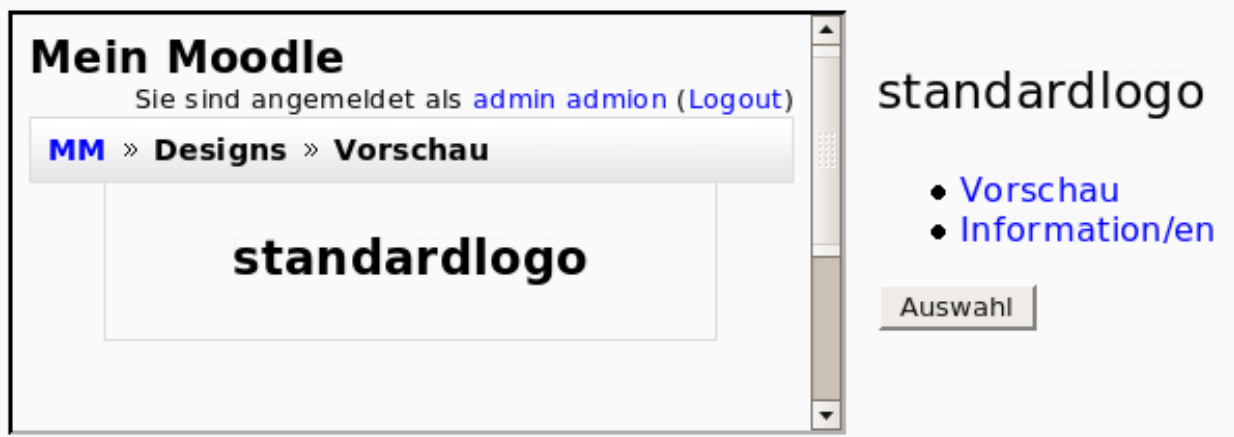 Mein Moodle
Sie sind angemeldet als admin admion (Logout)
MM » Designs » Vorschau
standardlogo
standardlogo
Vorschau
Information/en
Auswahl